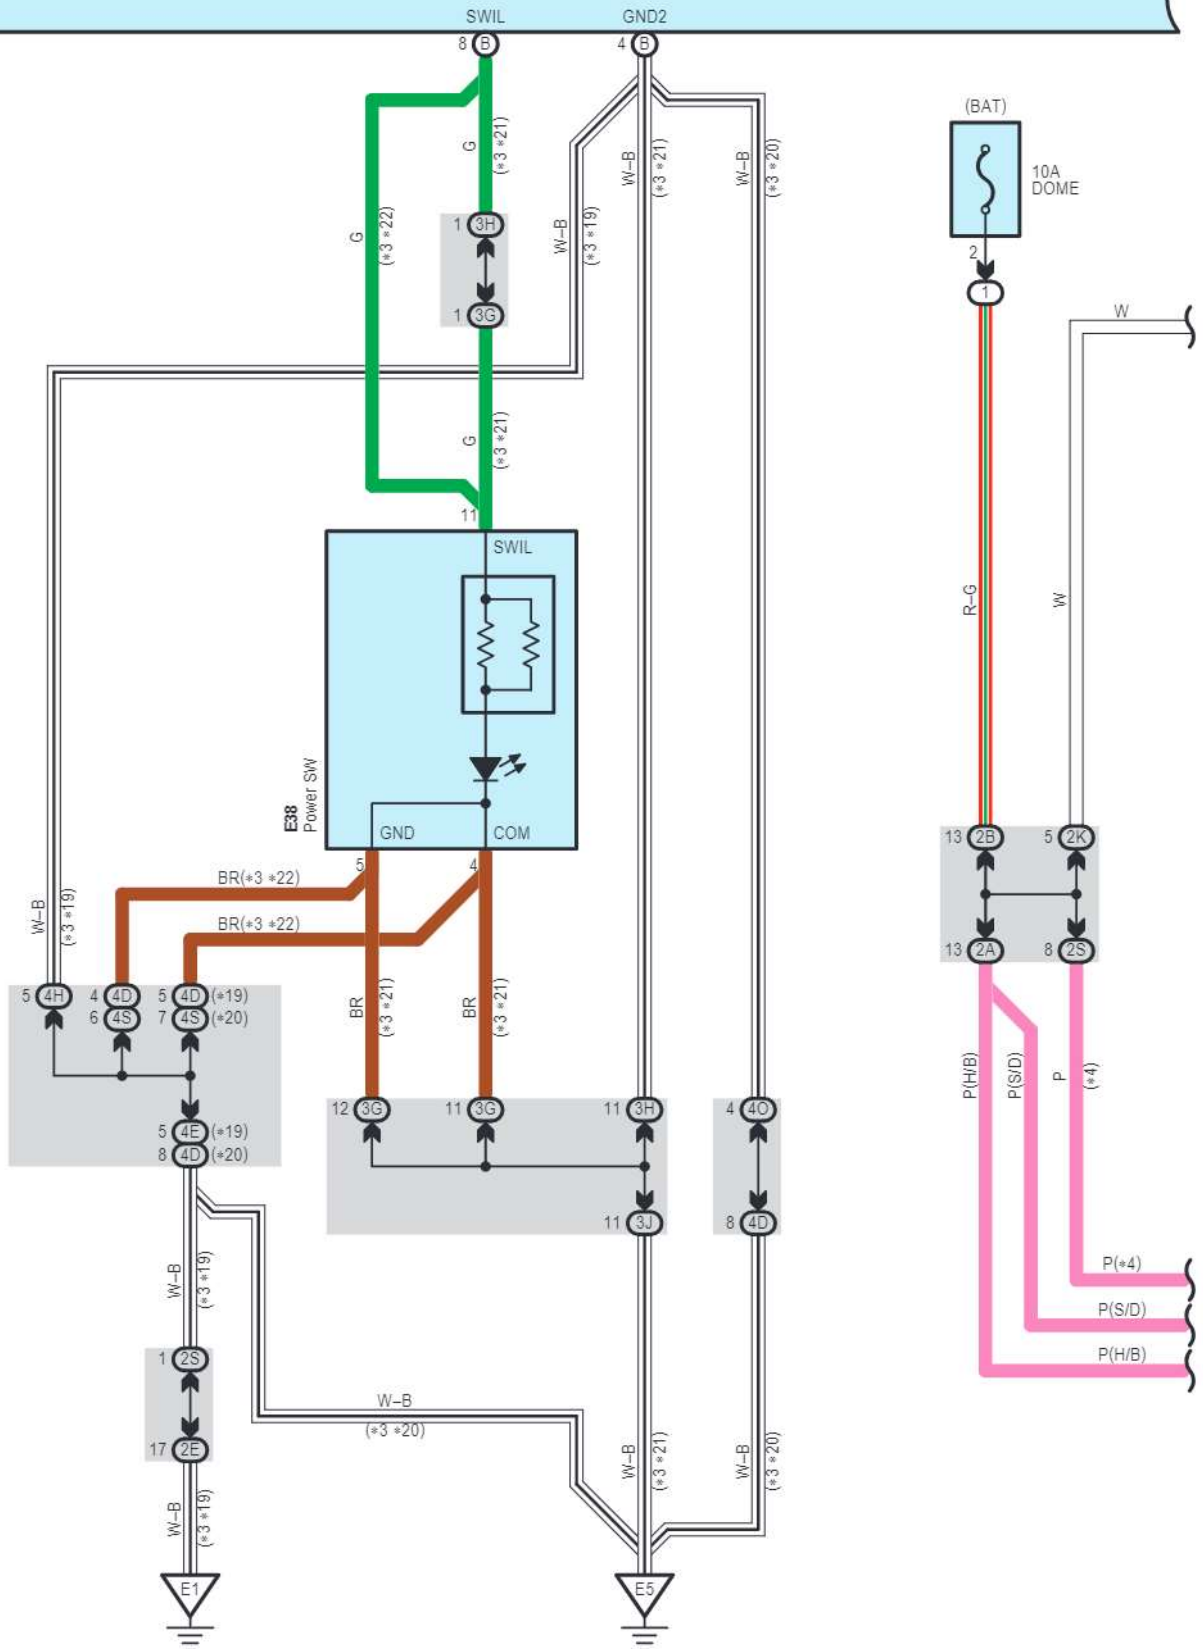 SWIL
GND2
8 B
4 B
(BAT)
10A
DOME
2
1
G
(*3 *21)
G
(*3 *22)
W–B
(*3 *19)
W–B
(*3 *21)
W–B
(*3 *20)
1 3H
1 3G
W
G
(*3 *21)
11
SWIL
R–G
W
E38
Power SW
GND
COM
5
4
13 2B
5 2K
BR(*3 *22)
BR(*3 *22)
W–B
(*3 *19)
13 2A
8 2S
5 4H
4 4D
5 4D (*19)
6 4S
7 4S (*20)
BR
(*3 *21)
BR
(*3 *21)
P(H/B)
P(S/D)
P
(*4)
12 3G
11 3G
11 3H
4 4O
5 4E (*19)
8 4D (*20)
11 3J
8 4D
W–B
(*3 *19)
P(*4)
P(S/D)
P(H/B)
1 2S
W–B
(*3 *20)
17 2E
W–B
(*3 *21)
W–B
(*3 *20)
W–B
(*3 *19)
E1
E5